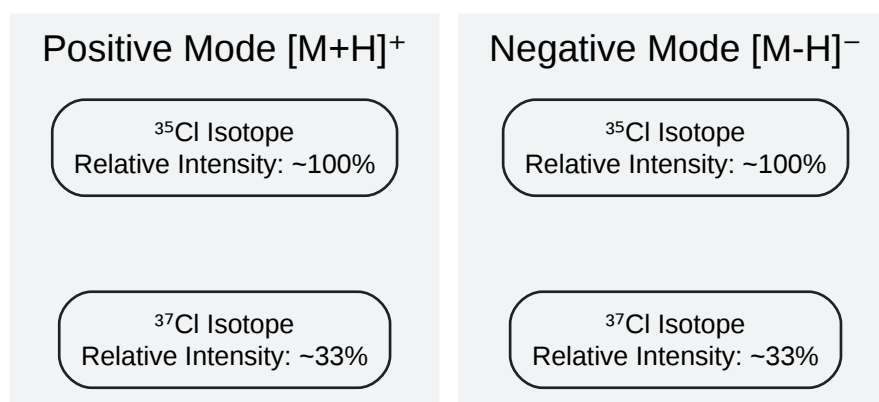 Positive Mode [M+H]⁺
³⁵Cl Isotope
Relative Intensity: ~100%
³⁷Cl Isotope
Relative Intensity: ~33%
Negative Mode [M-H]⁻
³⁵Cl Isotope
Relative Intensity: ~100%
³⁷Cl Isotope
Relative Intensity: ~33%